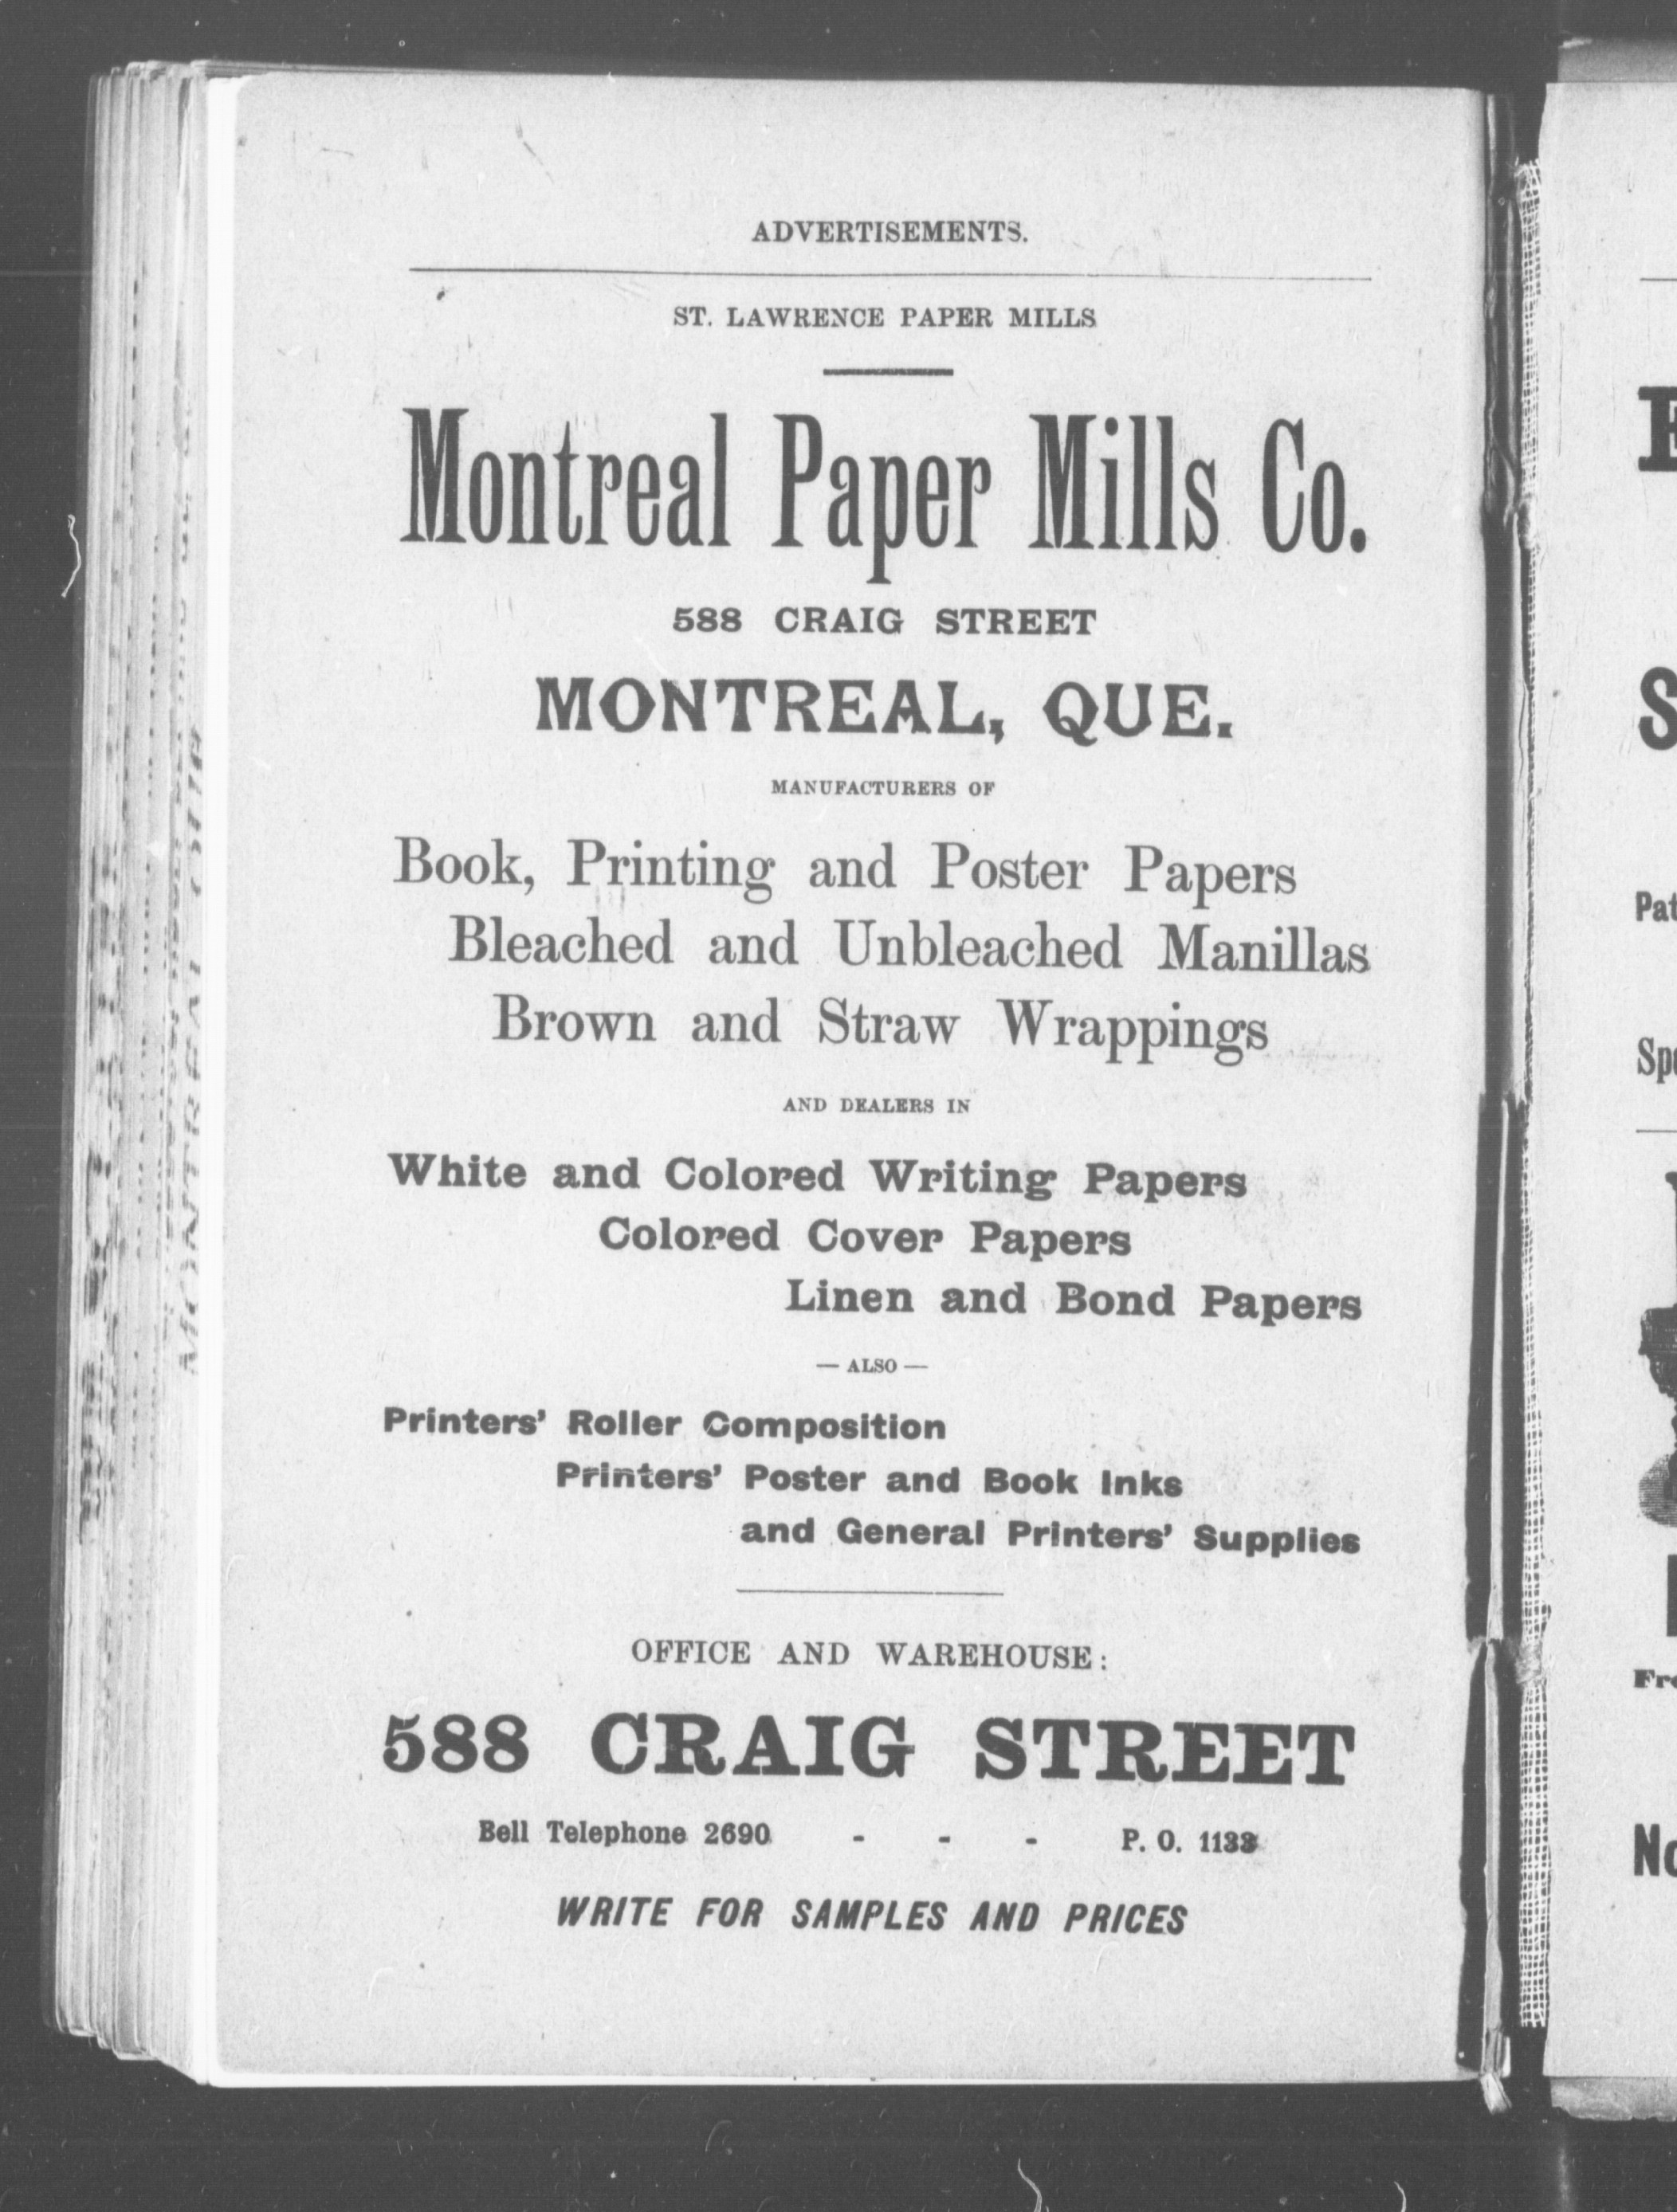 ADVERTISEMENTS.
ST. LAWRENCE PAPER MILLS
Montreal Paper Mills Co.
588 CRAIG STREET
MONTREAL, QUE.
MANUFACTURERS OF
Book, Printing and Poster Papers
Bleached and Unbleached Manillas
Brown and Straw Wrappings
AND DEALERS IN
White and Colored Writing Papers
Colored Cover Papers
Linen and Bond Papers
— ALSO —
Printers' Roller Composition
Printers' Poster and Book Inks
and General Printers' Supplies
OFFICE AND WAREHOUSE:
588 CRAIG STREET
Bell Telephone 2690 - - - P. O.
WRITE FOR SAMPLES AND PRICES